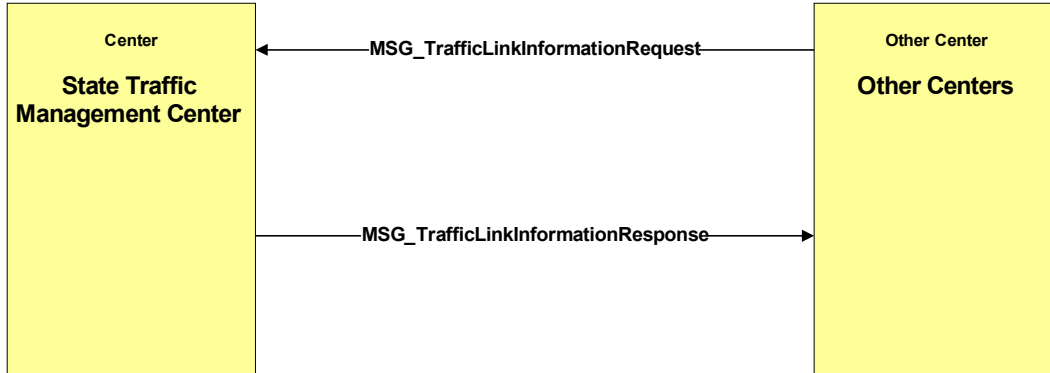 Center
State Traffic
Management Center
MSG_TrafficLinkInformationRequest
Other Center
Other Centers
MSG_TrafficLinkInformationResponse